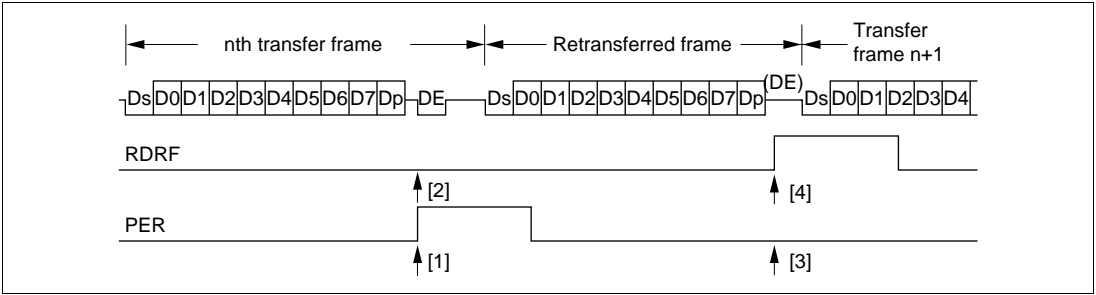 nth transfer frame
Retransferred frame
Transfer
frame n+1
Ds D0 D1 D2 D3 D4 D5 D6 D7 Dp DE Ds D0 D1 D2 D3 D4 D5 D6 D7 Dp (DE) Ds D0 D1 D2 D3 D4
RDRF
[2] [4]
PER
[1] [3]